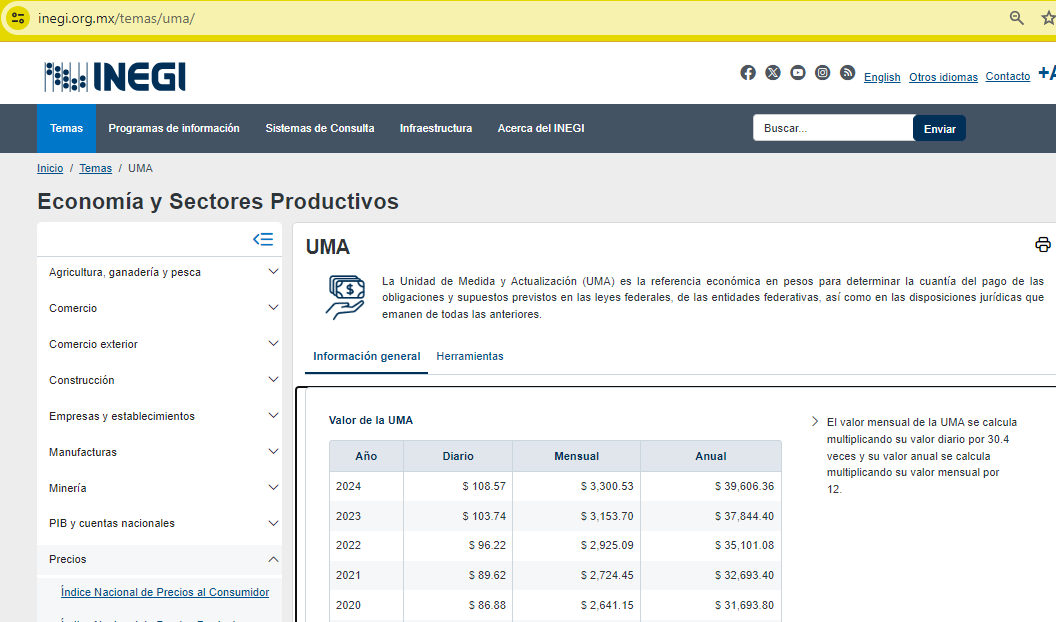 inegi.org.mx/temas/uma/
INEGI
English Otros idiomas Contacto +A
Temas Programas de información Sistemas de Consulta Infraestructura Acerca del INEGI Buscar... Enviar
Inicio / Temas / UMA
Economía y Sectores Productivos
Agricultura, ganadería y pesca
Comercio
Comercio exterior
Construcción
Empresas y establecimientos
Manufacturas
Minería
PIB y cuentas nacionales
Precios
Índice Nacional de Precios al Consumidor
UMA
La Unidad de Medida y Actualización (UMA) es la referencia económica en pesos para determinar la cuantía del pago de las
obligaciones y supuestos previstos en las leyes federales, de las entidades federativas, así como en las disposiciones jurídicas que
emanen de todas las anteriores.
Información general Herramientas
Valor de la UMA
Año Diario Mensual Anual
2024 $ 108.57 $ 3,300.53 $ 39,606.36
2023 $ 103.74 $ 3,153.70 $ 37,844.40
2022 $ 96.22 $ 2,925.09 $ 35,101.08
2021 $ 89.62 $ 2,724.45 $ 32,693.40
2020 $ 86.88 $ 2,641.15 $ 31,693.80
El valor mensual de la UMA se calcula
multiplicando su valor diario por 30.4
veces y su valor anual se calcula
multiplicando su valor mensual por
12.